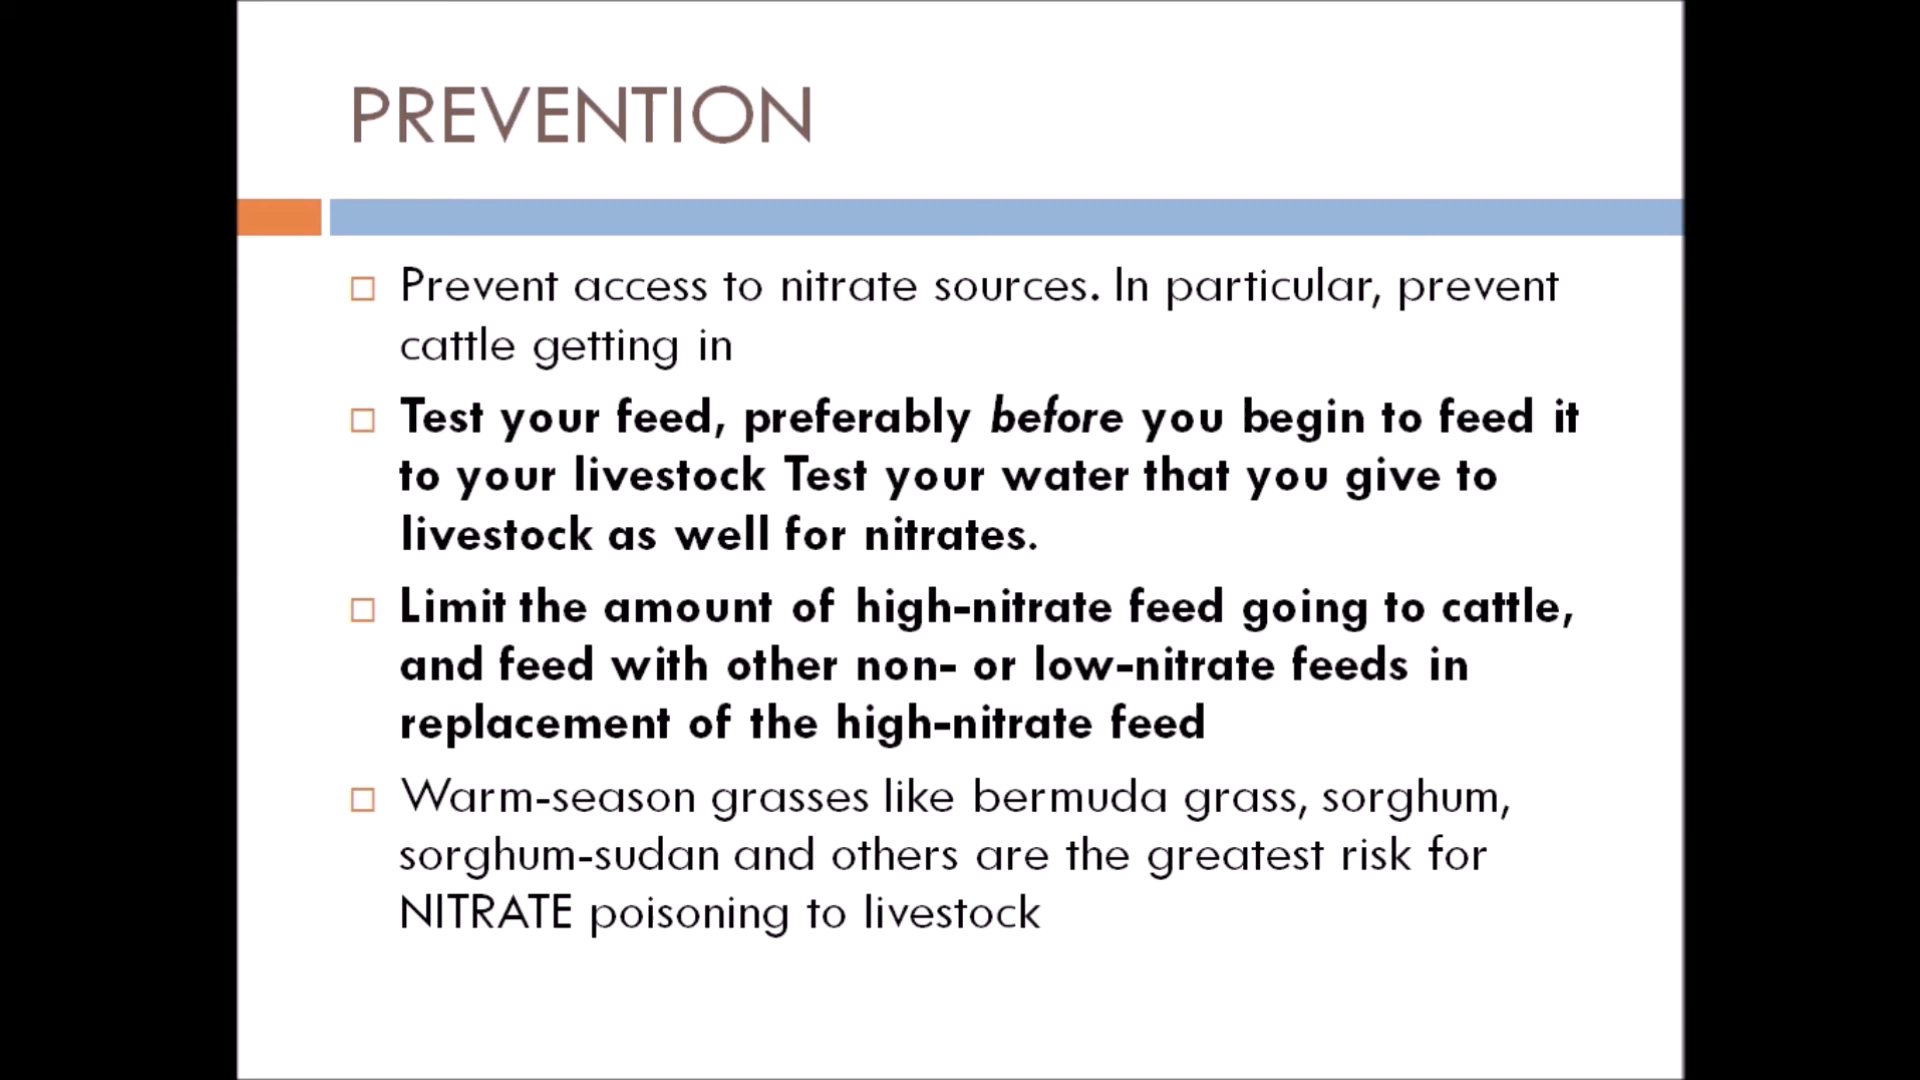 PREVENTION
Prevent access to nitrate sources. In particular, prevent
cattle getting in
Test your feed, preferably before you begin to feed it
to your livestock Test your water that you give to
livestock as well for nitrates.
Limit the amount of high-nitrate feed going to cattle,
and feed with other non- or low-nitrate feeds in
replacement of the high-nitrate feed
Warm-season grasses like bermuda grass, sorghum,
sorghum-sudan and others are the greatest risk for
NITRATE poisoning to livestock